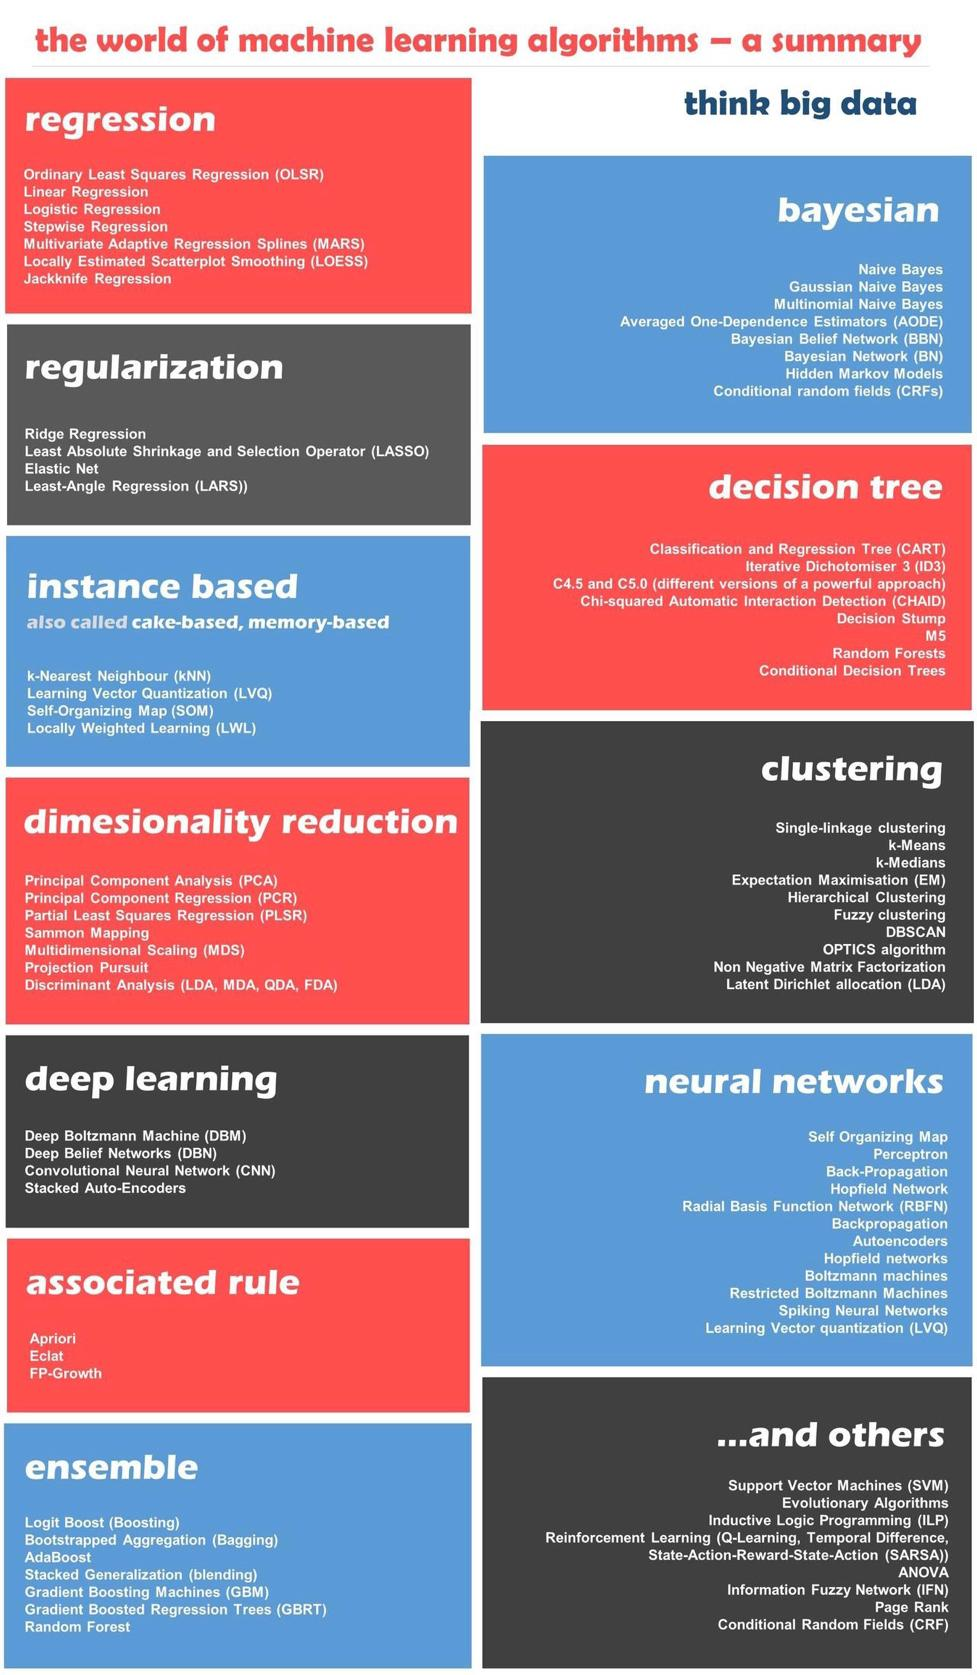 the world of machine learning algorithms – a summary
think big data
regression
Ordinary Least Squares Regression (OLSR)
Linear Regression
Logistic Regression
Stepwise Regression
Multivariate Adaptive Regression Splines (MARS)
Locally Estimated Scatterplot Smoothing (LOESS)
Jackknife Regression
regularization
Ridge Regression
Least Absolute Shrinkage and Selection Operator (LASSO)
Elastic Net
Least-Angle Regression (LARS))
instance based
also called cake-based, memory-based
k-Nearest Neighbour (kNN)
Learning Vector Quantization (LVQ)
Self-Organizing Map (SOM)
Locally Weighted Learning (LWL)
dimesionality reduction
Principal Component Analysis (PCA)
Principal Component Regression (PCR)
Partial Least Squares Regression (PLSR)
Sammon Mapping
Multidimensional Scaling (MDS)
Projection Pursuit
Discriminant Analysis (LDA, MDA, QDA, FDA)
deep learning
Deep Boltzmann Machine (DBM)
Deep Belief Networks (DBN)
Convolutional Neural Network (CNN)
Stacked Auto-Encoders
associated rule
Apriori
Eclat
FP-Growth
ensemble
Logit Boost (Boosting)
Bootstrapped Aggregation (Bagging)
AdaBoost
Stacked Generalization (blending)
Gradient Boosting Machines (GBM)
Gradient Boosted Regression Trees (GBRT)
Random Forest
bayesian
Naive Bayes
Gaussian Naive Bayes
Multinomial Naive Bayes
Averaged One-Dependence Estimators (AODE)
Bayesian Belief Network (BBN)
Bayesian Network (BN)
Hidden Markov Models
Conditional random fields (CRFs)
decision tree
Classification and Regression Tree (CART)
Iterative Dichotomiser 3 (ID3)
C4.5 and C5.0 (different versions of a powerful approach)
Chi-squared Automatic Interaction Detection (CHAID)
Decision Stump
M5
Random Forests
Conditional Decision Trees
clustering
Single-linkage clustering
k-Means
k-Medians
Expectation Maximisation (EM)
Hierarchical Clustering
Fuzzy clustering
DBSCAN
OPTICS algorithm
Non Negative Matrix Factorization
Latent Dirichlet allocation (LDA)
neural networks
Self Organizing Map
Perceptron
Back-Propagation
Hopfield Network
Radial Basis Function Network (RBFN)
Backpropagation
Autoencoders
Hopfield networks
Boltzmann machines
Restricted Boltzmann Machines
Spiking Neural Networks
Learning Vector quantization (LVQ)
...and others
Support Vector Machines (SVM)
Evolutionary Algorithms
Inductive Logic Programming (ILP)
Reinforcement Learning (Q-Learning, Temporal Difference,
State-Action-Reward-State-Action (SARSA))
ANOVA
Information Fuzzy Network (IFN)
Page Rank
Conditional Random Fields (CRF)